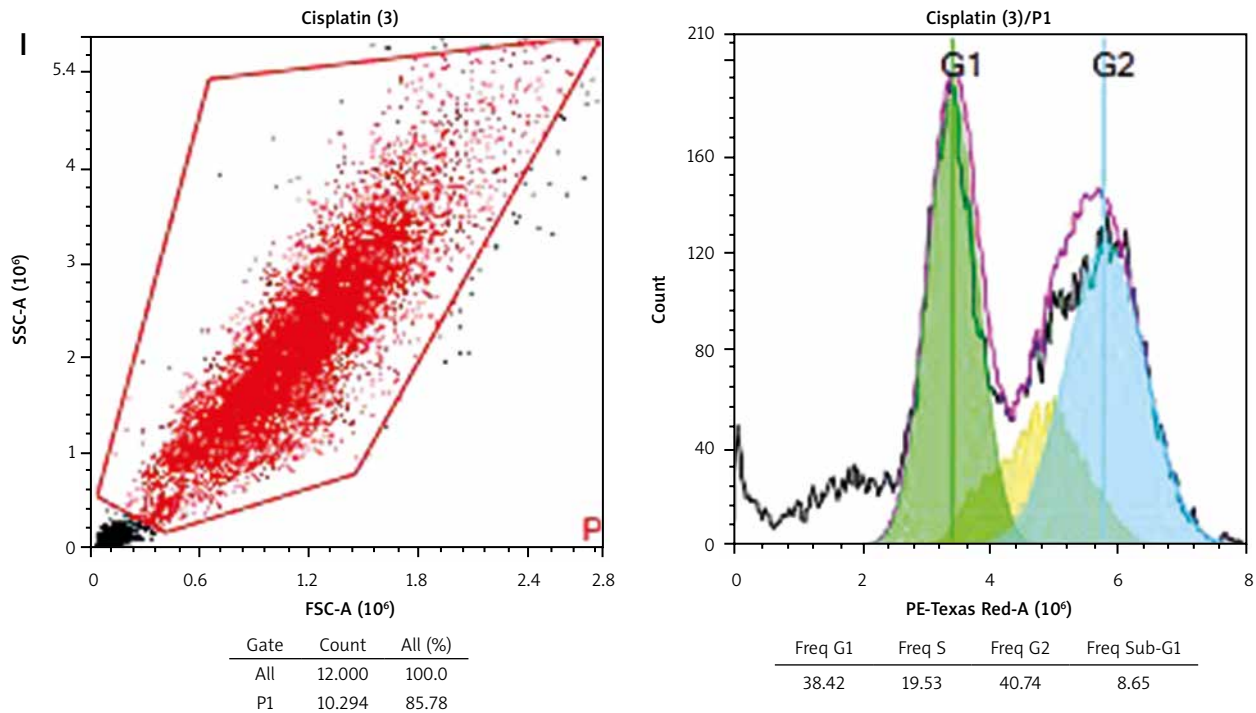 I
Cisplatin (3)
5.4
4
3
2
1
0
SSC-A (10⁶)
P
0 0.6 1.2 1.8 2.4 2.8
FSC-A (10⁶)
Gate Count All (%)
All 12.000 100.0
P1 10.294 85.78
Cisplatin (3)/P1
210
160
120
80
40
0
Count
G1 G2
0 2 4 6 8
PE-Texas Red-A (10⁶)
Freq G1 Freq S Freq G2 Freq Sub-G1
38.42 19.53 40.74 8.65